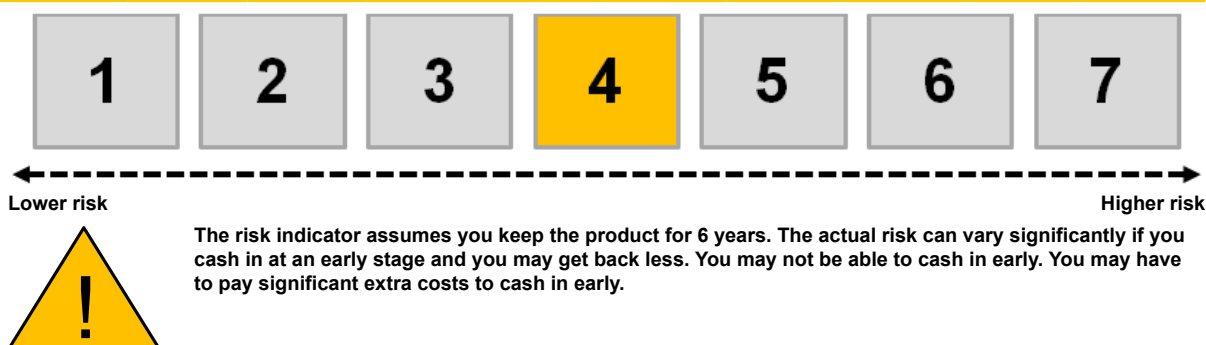 1 2 3 4 5 6 7
Lower risk Higher risk
The risk indicator assumes you keep the product for 6 years. The actual risk can vary significantly if you
cash in at an early stage and you may get back less. You may not be able to cash in early. You may have
to pay significant extra costs to cash in early.
!